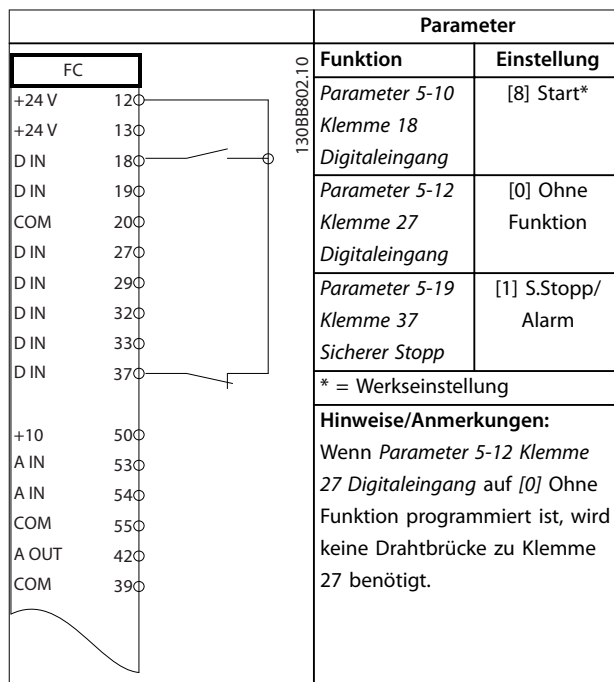 FC
+24 V 12
+24 V 13
D IN 18
D IN 19
COM 20
D IN 27
D IN 29
D IN 32
D IN 33
D IN 37
+10 50
A IN 53
A IN 54
COM 55
A OUT 42
COM 39
130BB802.10
Parameter
Funktion Einstellung
Parameter 5-10 [8] Start*
Klemme 18
Digitaleingang
Parameter 5-12 [0] Ohne
Klemme 27 Funktion
Digitaleingang
Parameter 5-19 [1] S.Stopp/
Klemme 37 Alarm
Sicherer Stopp
* = Werkseinstellung
Hinweise/Anmerkungen:
Wenn Parameter 5-12 Klemme
27 Digitaleingang auf [0] Ohne
Funktion programmiert ist, wird
keine Drahtbrücke zu Klemme
27 benötigt.